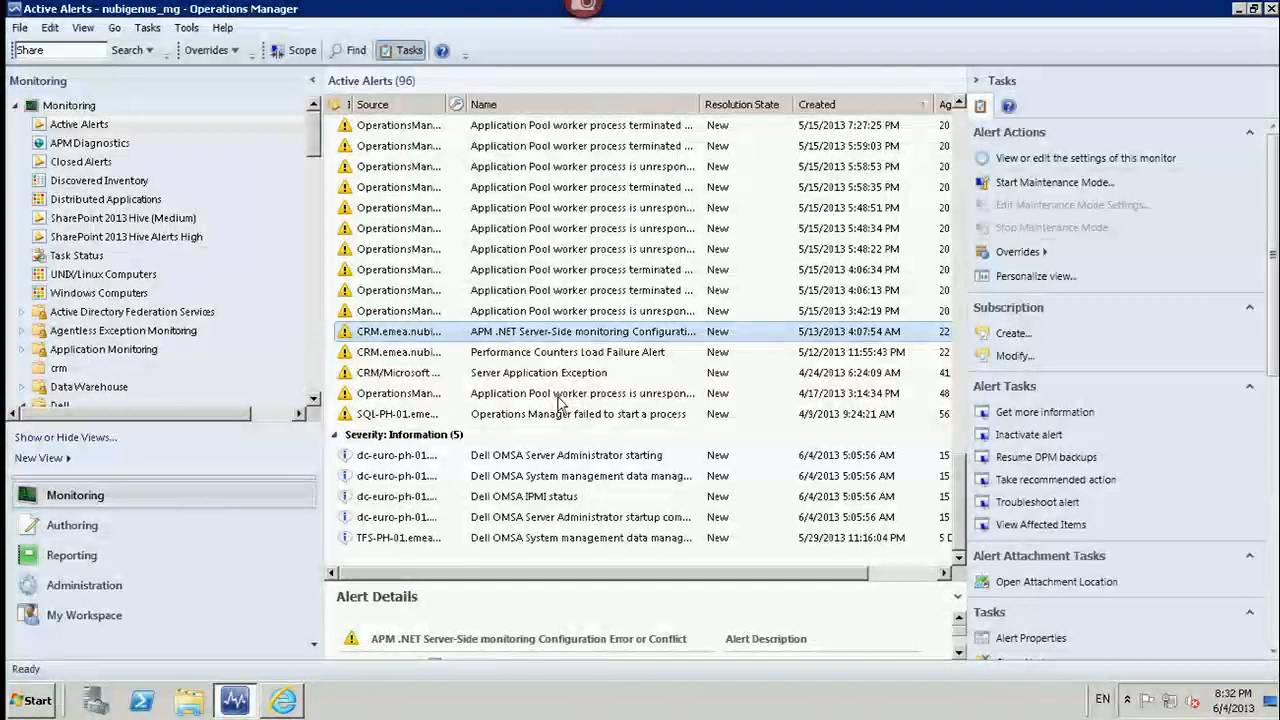 Active Alerts - nubigenus_mg - Operations Manager
File Edit View Go Tasks Tools Help
Share Search Overrides Scope Find Tasks
Monitoring
Monitoring
Active Alerts
APM Diagnostics
Closed Alerts
Discovered Inventory
Distributed Applications
SharePoint 2013 Hive (Medium)
SharePoint 2013 Hive Alerts High
Task Status
UNIX/Linux Computers
Windows Computers
Active Directory Federation Services
Agentless Exception Monitoring
Application Monitoring
crm
Data Warehouse
Dell
Show or Hide Views...
New View
Monitoring
Authoring
Reporting
Administration
My Workspace
Active Alerts (96)
Source Name Resolution State Created Ag
OperationsMan... Application Pool worker process terminated ... New 5/15/2013 7:27:25 PM 20
OperationsMan... Application Pool worker process terminated ... New 5/15/2013 5:59:03 PM 20
OperationsMan... Application Pool worker process is unrespon... New 5/15/2013 5:58:53 PM 20
OperationsMan... Application Pool worker process terminated ... New 5/15/2013 5:58:35 PM 20
OperationsMan... Application Pool worker process is unrespon... New 5/15/2013 5:48:51 PM 20
OperationsMan... Application Pool worker process is unrespon... New 5/15/2013 5:48:34 PM 20
OperationsMan... Application Pool worker process is unrespon... New 5/15/2013 5:48:22 PM 20
OperationsMan... Application Pool worker process terminated ... New 5/15/2013 4:06:34 PM 20
OperationsMan... Application Pool worker process terminated ... New 5/15/2013 4:06:13 PM 20
OperationsMan... Application Pool worker process is unrespon... New 5/15/2013 3:42:19 PM 20
CRM.emea.nubi... APM .NET Server-Side monitoring Configurati... New 5/13/2013 4:07:54 AM 22
CRM.emea.nubi... Performance Counters Load Failure Alert New 5/12/2013 11:55:43 PM 22
CRM/Microsoft ... Server Application Exception New 4/24/2013 6:24:09 AM 41
OperationsMan... Application Pool worker process is unrespon... New 4/17/2013 3:14:34 PM 48
SQL-PH-01.eme... Operations Manager failed to start a process New 4/9/2013 9:24:21 AM 56
Severity: Information (5)
dc-euro-ph-01.... Dell OMSA Server Administrator starting New 6/4/2013 5:05:56 AM 15
dc-euro-ph-01.... Dell OMSA System management data manag... New 6/4/2013 5:05:56 AM 15
dc-euro-ph-01.... Dell OMSA IPMI status New 6/4/2013 5:05:56 AM 15
dc-euro-ph-01.... Dell OMSA Server Administrator startup com... New 6/4/2013 5:05:56 AM 15
TFS-PH-01.emea... Dell OMSA System management data manag... New 5/29/2013 11:16:04 PM 5 D
Alert Details
APM .NET Server-Side monitoring Configuration Error or Conflict Alert Description
Tasks
Alert Actions
View or edit the settings of this monitor
Start Maintenance Mode...
Edit Maintenance Mode Settings...
Stop Maintenance Mode
Overrides
Personalize view...
Subscription
Create...
Modify...
Alert Tasks
Get more information
Inactivate alert
Resume DPM backups
Take recommended action
Troubleshoot alert
View Affected Items
Alert Attachment Tasks
Open Attachment Location
Tasks
Alert Properties
Ready
Start EN 8:32 PM
6/4/2013